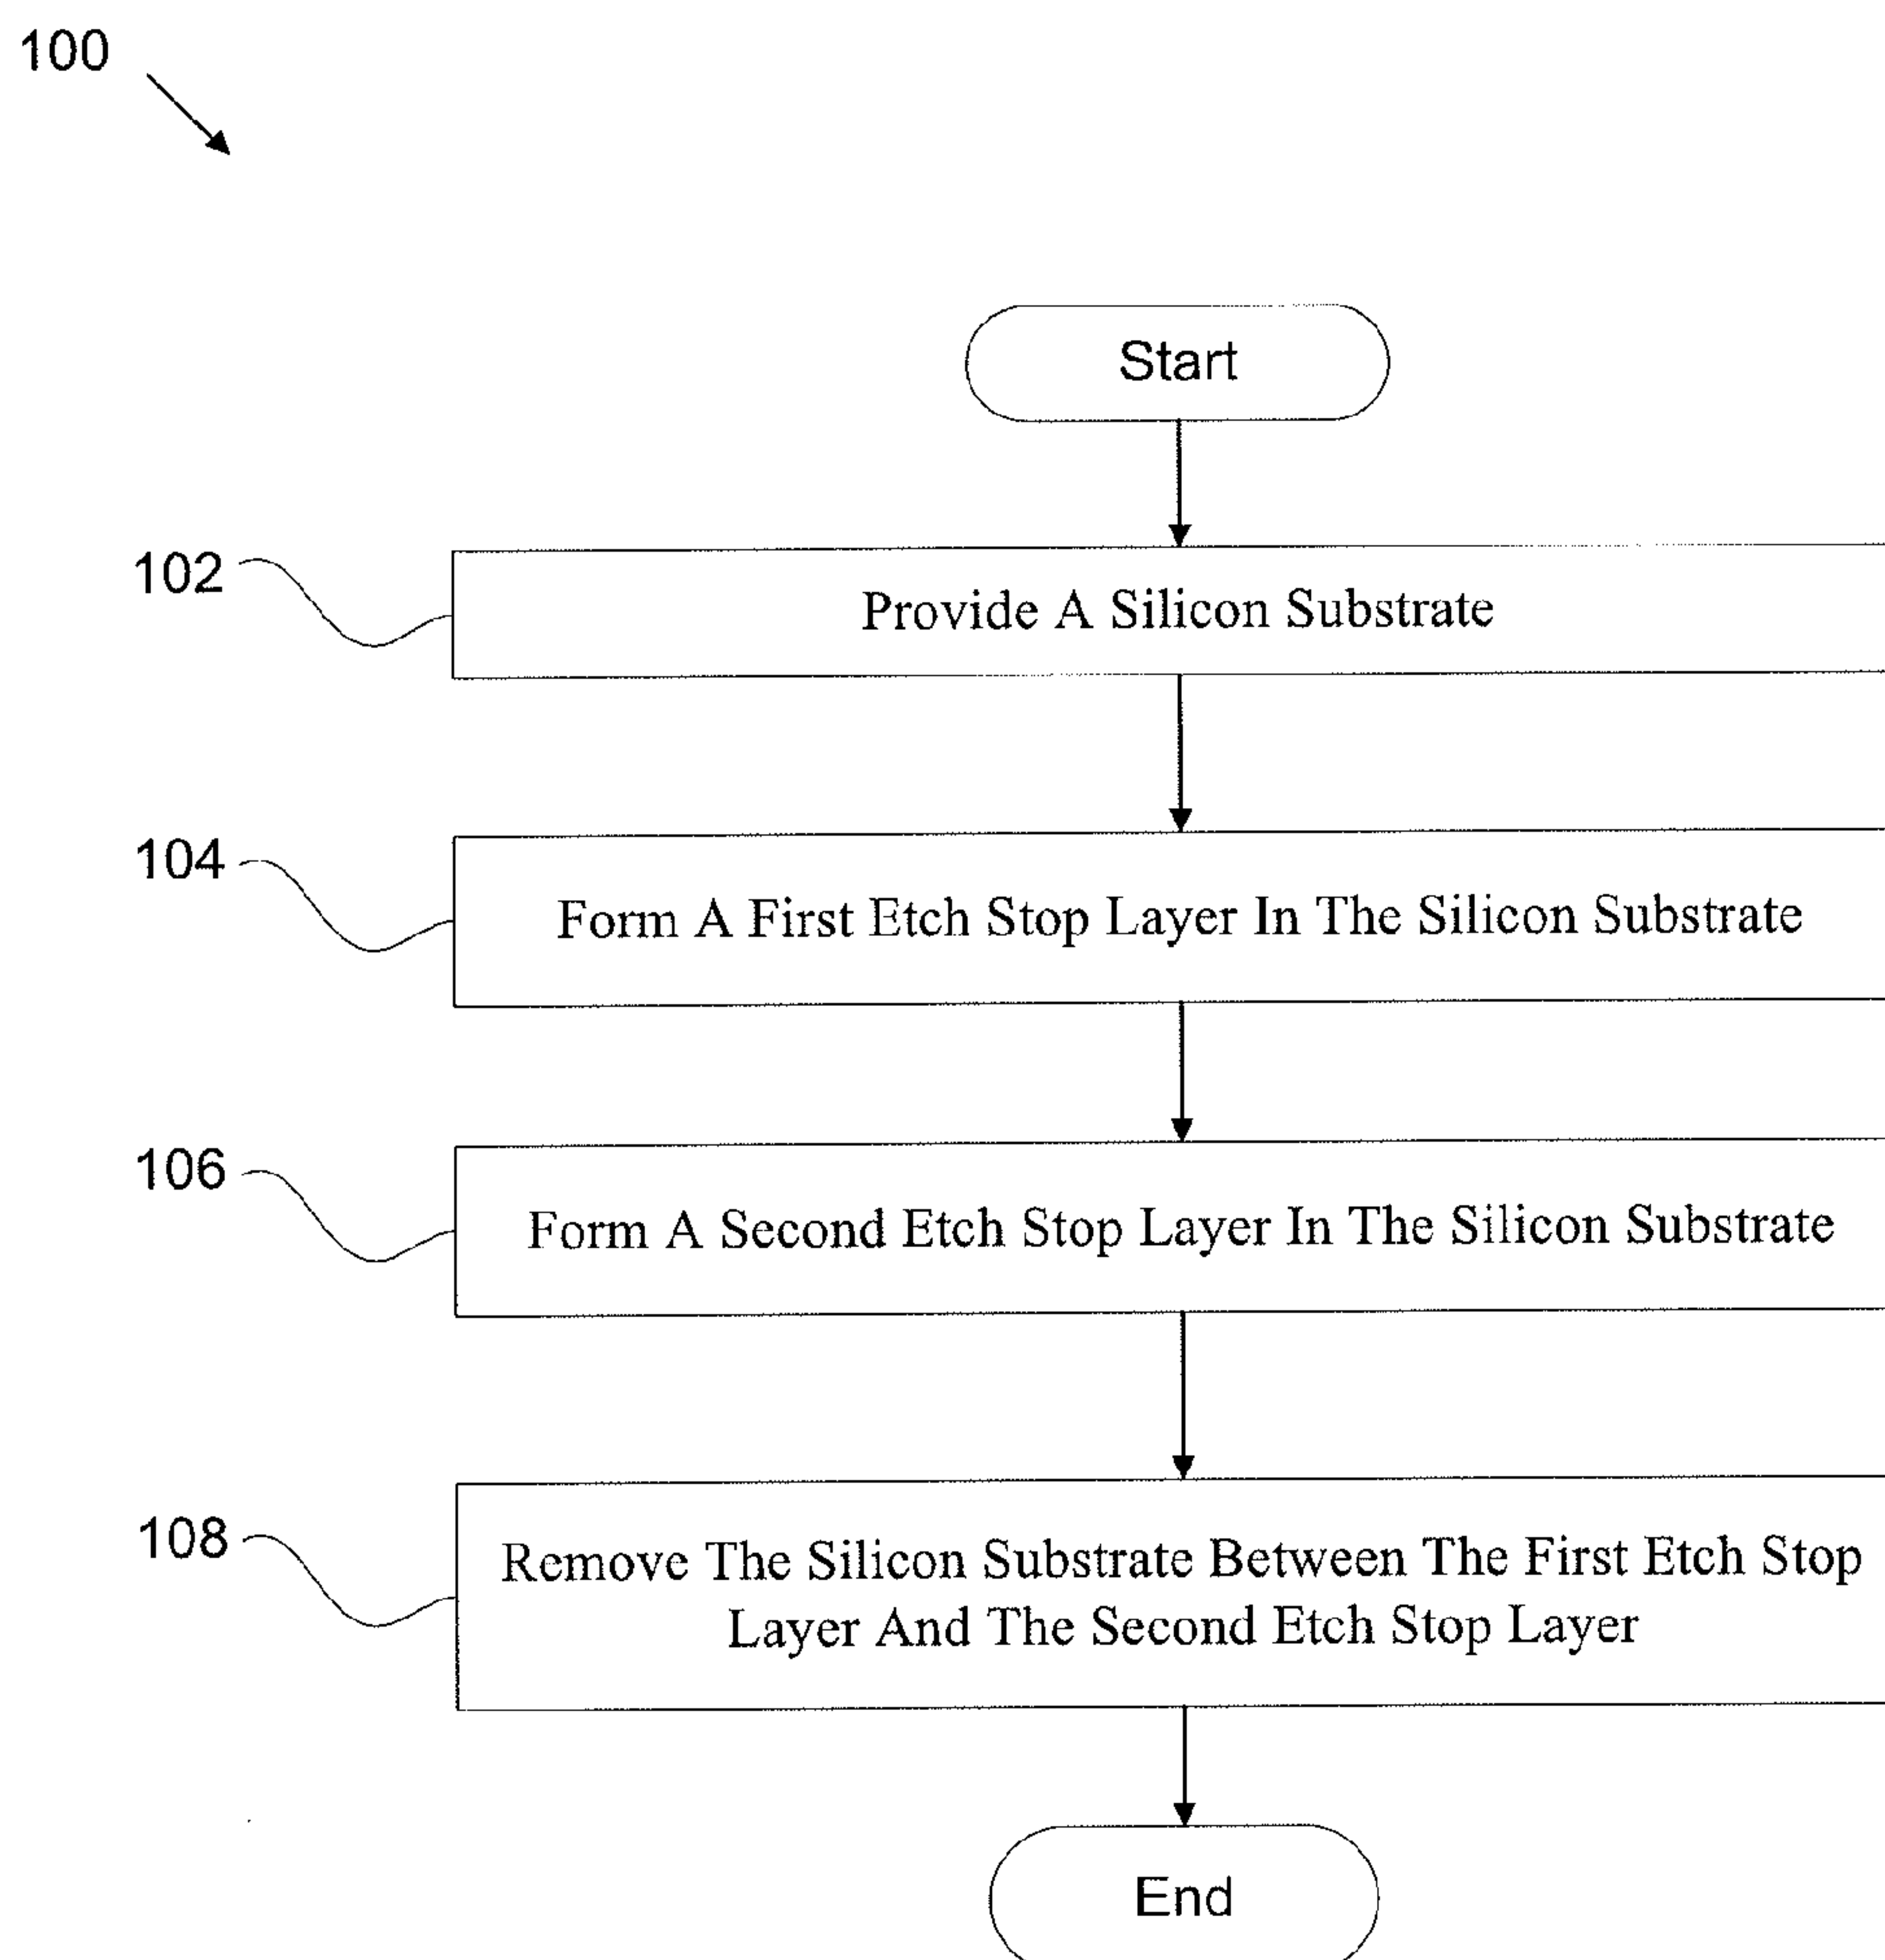 100
Start
102
Provide A Silicon Substrate
104
Form A First Etch Stop Layer In The Silicon Substrate
106
Form A Second Etch Stop Layer In The Silicon Substrate
108
Remove The Silicon Substrate Between The First Etch Stop
Layer And The Second Etch Stop Layer
End